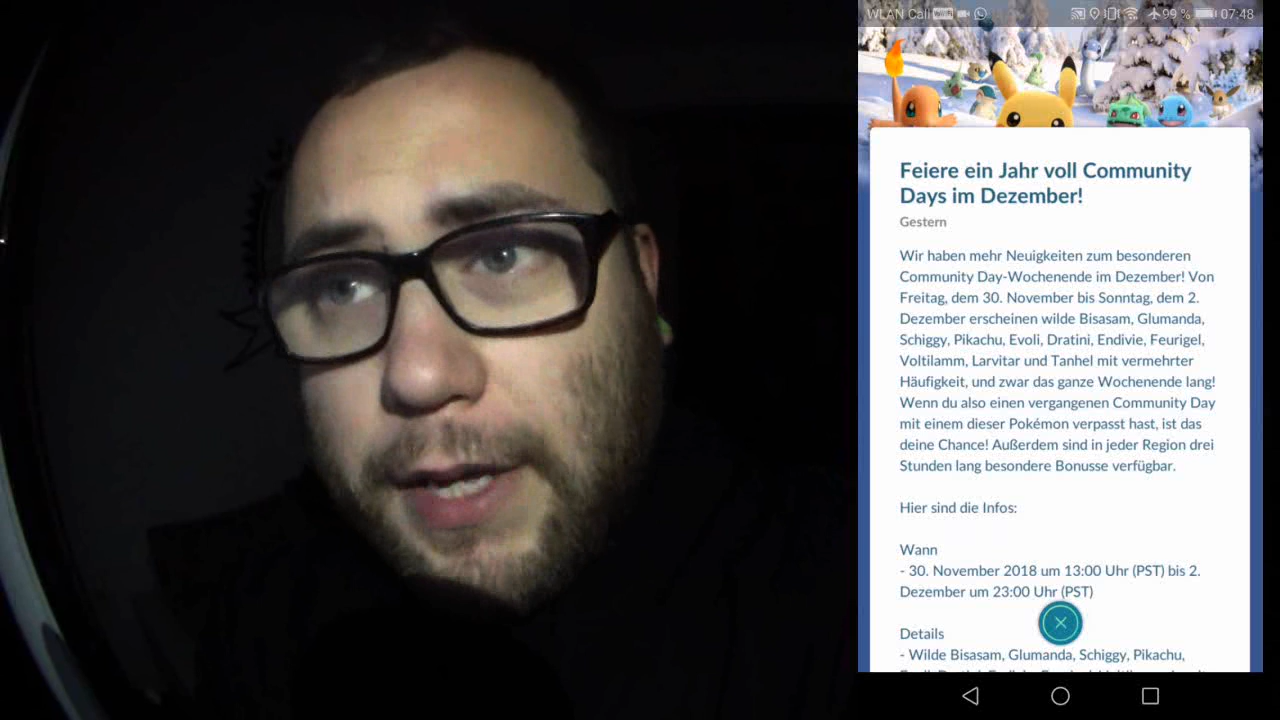 WLAN Call 99 % 07:48
Feiere ein Jahr voll Community
Days im Dezember!
Gestern
Wir haben mehr Neuigkeiten zum besonderen
Community Day-Wochenende im Dezember! Von
Freitag, dem 30. November bis Sonntag, dem 2.
Dezember erscheinen wilde Bisasam, Glumanda,
Schiggy, Pikachu, Evoli, Dratini, Endivie, Feurigel,
Voltilamm, Larvitar und Tanhel mit vermehrter
Häufigkeit, und zwar das ganze Wochenende lang!
Wenn du also einen vergangenen Community Day
mit einem dieser Pokémon verpasst hast, ist das
deine Chance! Außerdem sind in jeder Region drei
Stunden lang besondere Bonusse verfügbar.
Hier sind die Infos:
Wann
- 30. November 2018 um 13:00 Uhr (PST) bis 2.
Dezember um 23:00 Uhr (PST)
Details
- Wilde Bisasam, Glumanda, Schiggy, Pikachu,